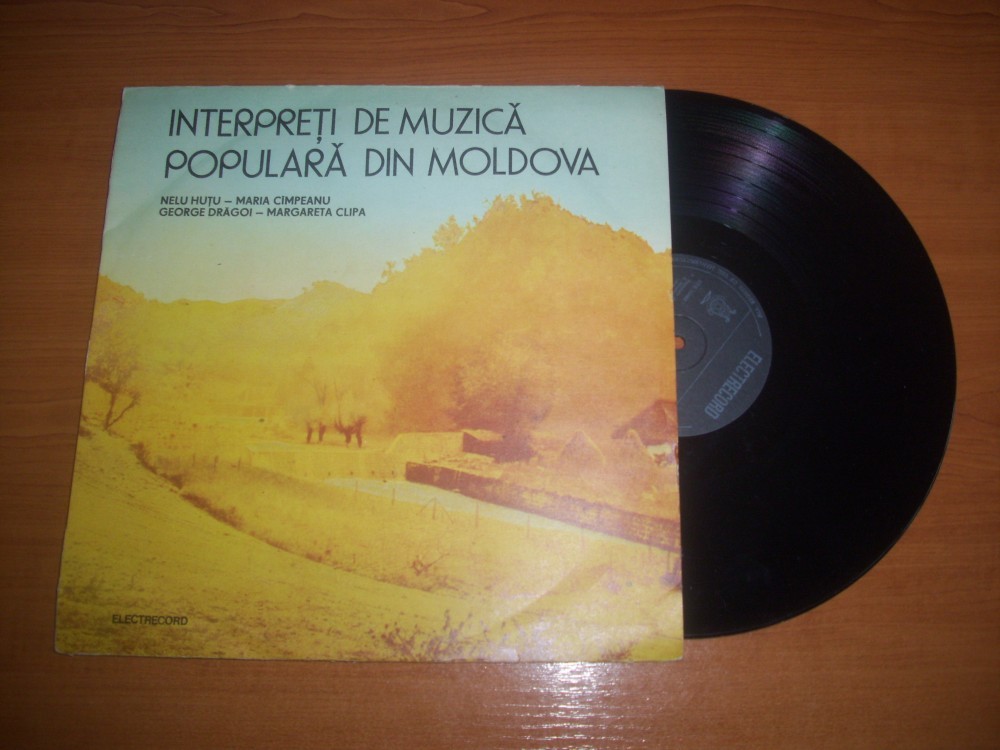 INTERPREȚI DE MUZICĂ
POPULARĂ DIN MOLDOVA
NELU HUȚU – MARIA CÎMPEANU
GEORGE DRĂGOI – MARGARETA CLIPA
ELECTRECORD
ELECTRECORD